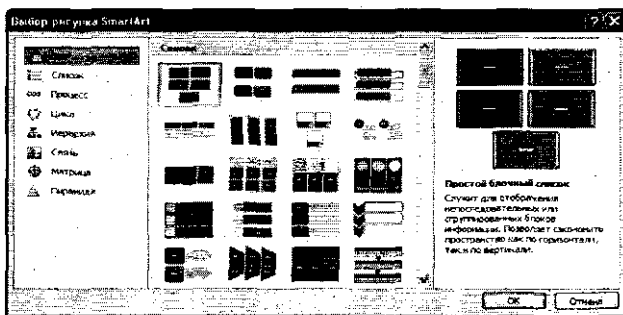 Выбор рисунка SmartArt
Список
Список
Процесс
Цикл
Иерархия
Связь
Матрица
Пирамида
Простой блочный список
Служит для отображения
непоследовательных или
сгруппированных блоков
информации. Позволяет сэкономить
пространство как по горизонтали,
так и по вертикали.
ОК
Отмена